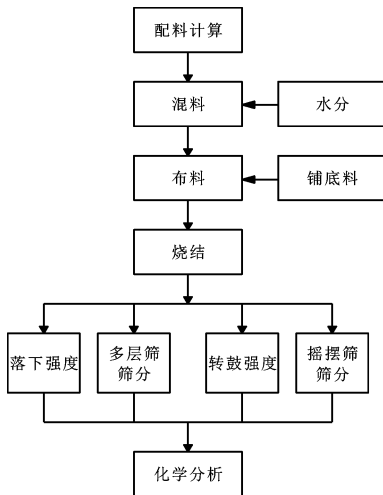 配料计算
混料
水分
布料
铺底料
烧结
落下强度
多层筛
筛分
转鼓强度
摇摆筛
筛分
化学分析